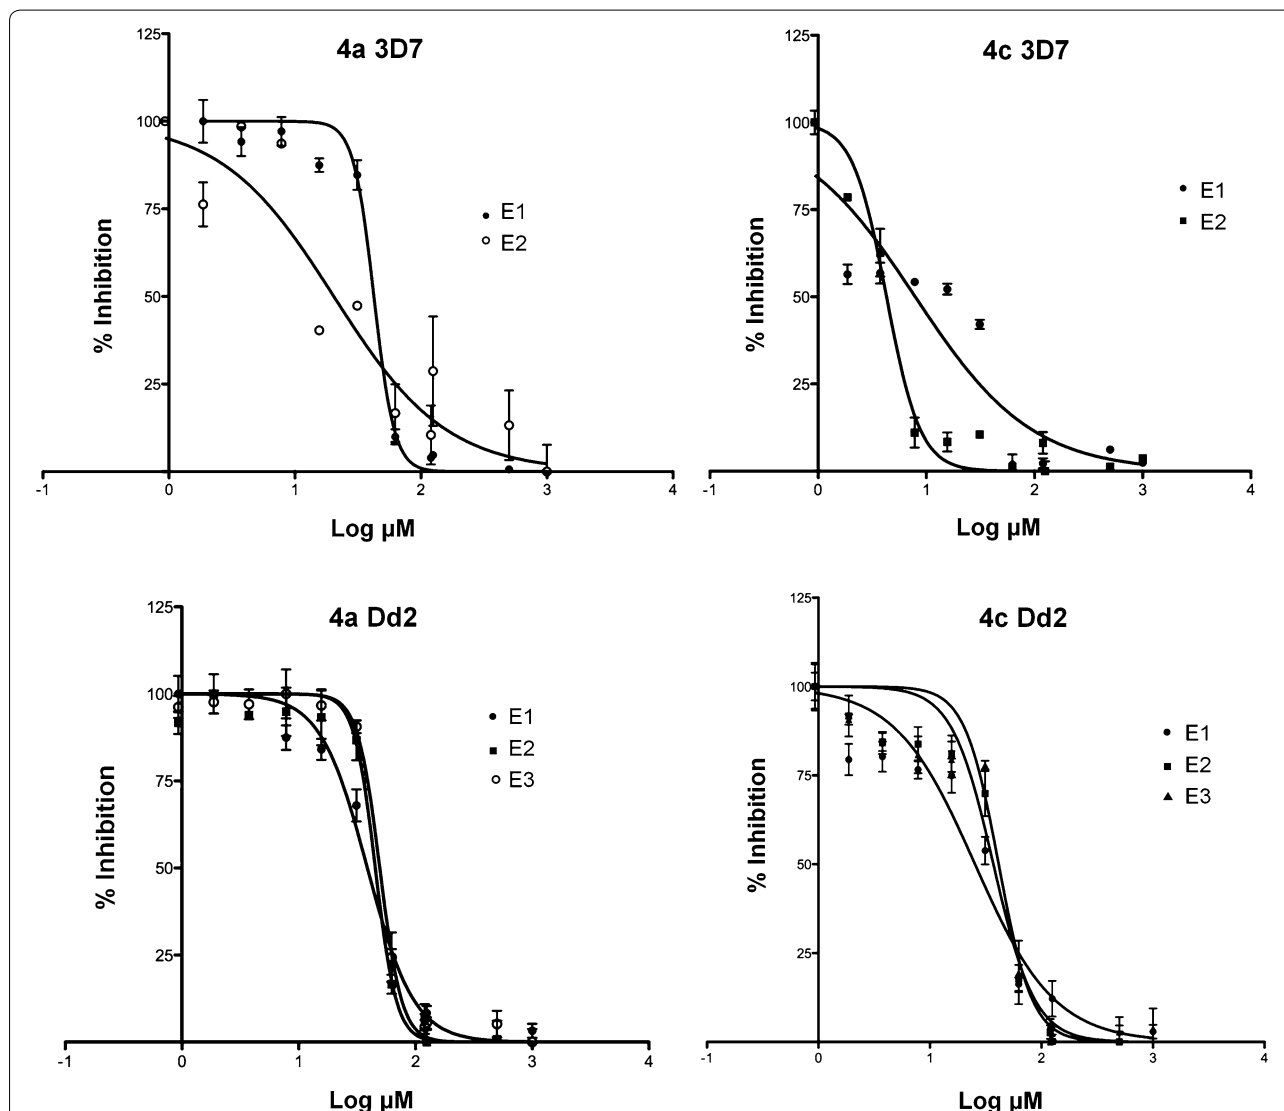 4a 3D7
125
100
75
50
25
-1 0 1 2 3 4
% Inhibition
Log µM
E1
E2
4c 3D7
125
100
75
50
25
-1 0 1 2 3 4
% Inhibition
Log µM
E1
E2
4a Dd2
125
100
75
50
25
-1 0 1 2 3 4
% Inhibition
Log µM
E1
E2
E3
4c Dd2
125
100
75
50
25
-1 0 1 2 3 4
% Inhibition
Log µM
E1
E2
E3